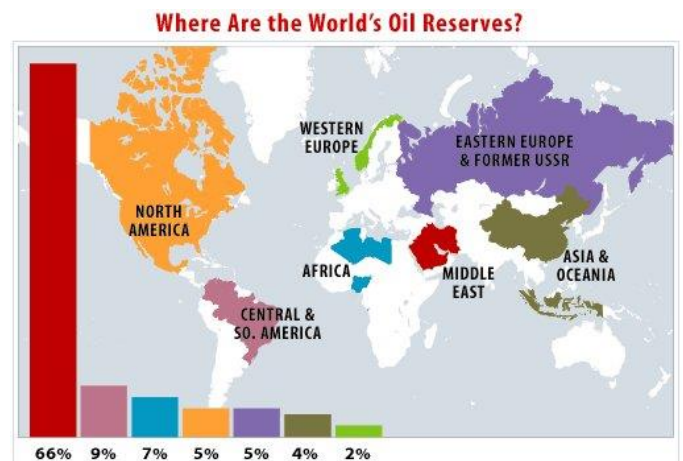 Where Are the World's Oil Reserves?
WESTERN
EUROPE
EASTERN EUROPE
& FORMER USSR
NORTH
AMERICA
AFRICA
MIDDLE
EAST
ASIA &
OCEANIA
CENTRAL &
SO. AMERICA
66% 9% 7% 5% 5% 4% 2%